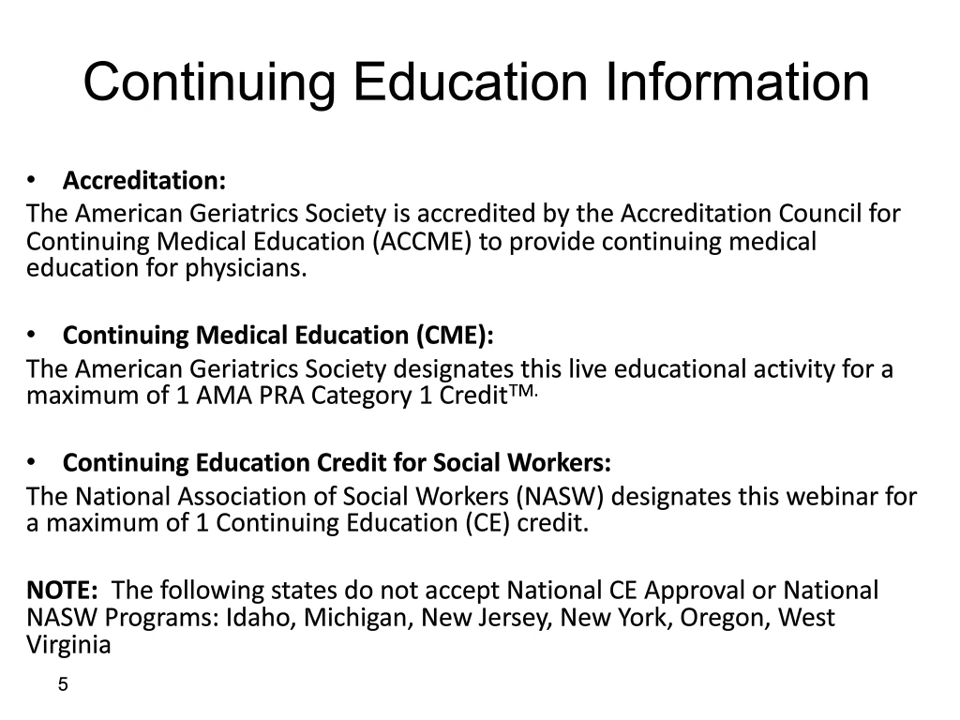 Continuing Education Information
• Accreditation:
The American Geriatrics Society is accredited by the Accreditation Council for
Continuing Medical Education (ACCME) to provide continuing medical
education for physicians.
• Continuing Medical Education (CME):
The American Geriatrics Society designates this live educational activity for a
maximum of 1 AMA PRA Category 1 Credit™.
• Continuing Education Credit for Social Workers:
The National Association of Social Workers (NASW) designates this webinar for
a maximum of 1 Continuing Education (CE) credit.
NOTE:  The following states do not accept National CE Approval or National
NASW Programs: Idaho, Michigan, New Jersey, New York, Oregon, West
Virginia
5